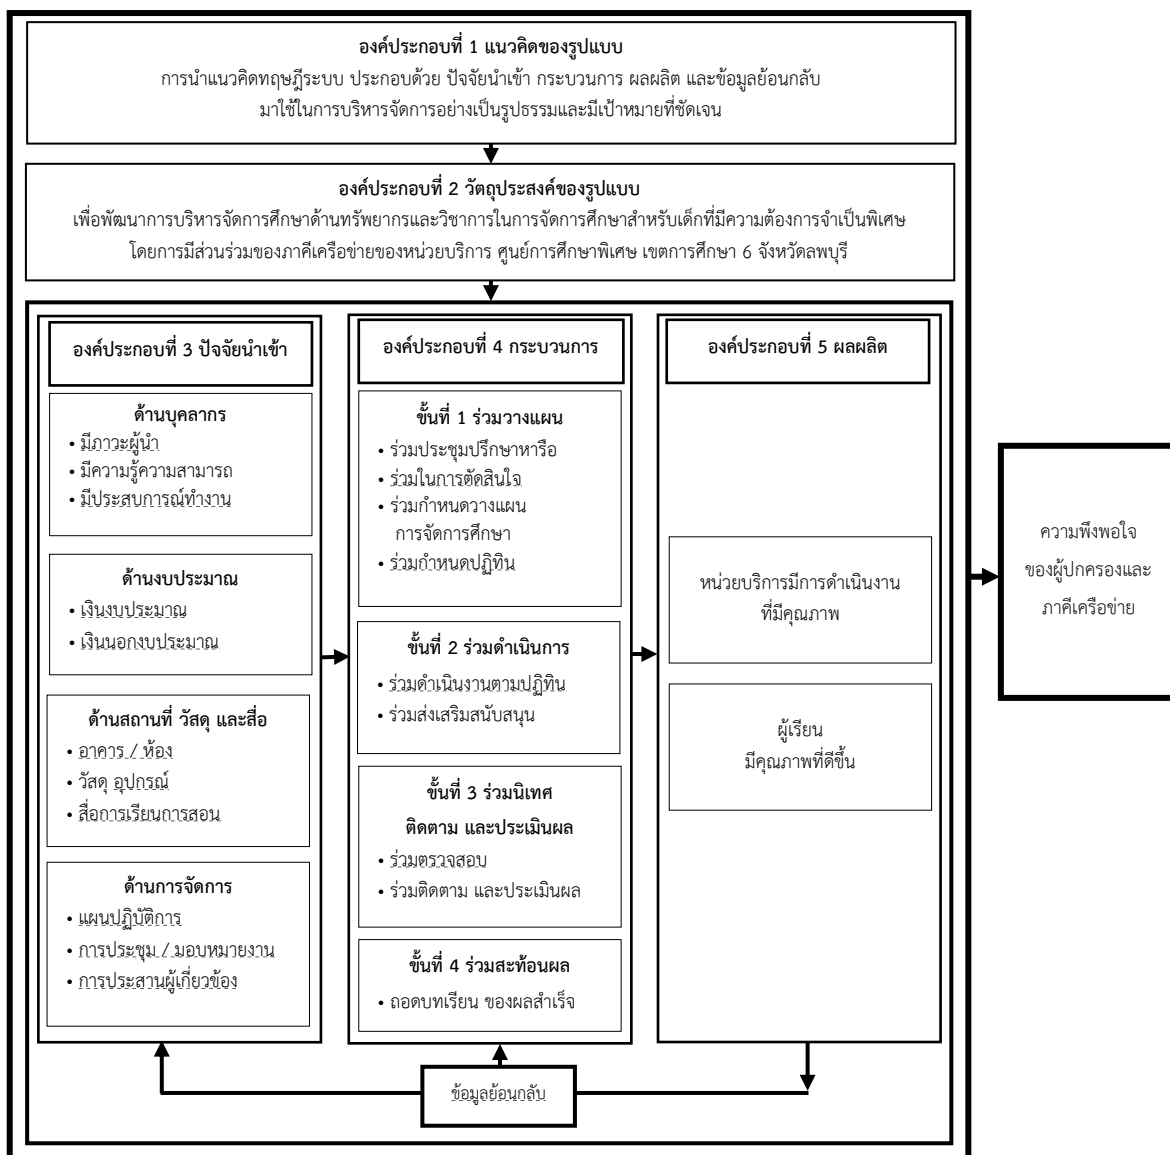 องค์ประกอบที่ 1 แนวคิดของรูปแบบ
การนำแนวคิดทฤษฎีระบบ ประกอบด้วย ปัจจัยนำเข้า กระบวนการ ผลผลิต และข้อมูลย้อนกลับ
มาใช้ในการบริหารจัดการอย่างเป็นรูปธรรมและมีเป้าหมายที่ชัดเจน
องค์ประกอบที่ 2 วัตถุประสงค์ของรูปแบบ
เพื่อพัฒนาการบริหารจัดการศึกษาด้านทรัพยากรและวิชาการในการจัดการศึกษาสำหรับเด็กที่มีความต้องการจำเป็นพิเศษ
โดยการมีส่วนร่วมของภาคีเครือข่ายของหน่วยบริการ ศูนย์การศึกษาพิเศษ เขตการศึกษา 6 จังหวัดลพบุรี
องค์ประกอบที่ 3 ปัจจัยนำเข้า
ด้านบุคลากร
• มีภาวะผู้นำ
• มีความรู้ความสามารถ
• มีประสบการณ์ทำงาน
ด้านงบประมาณ
• เงินงบประมาณ
• เงินนอกงบประมาณ
ด้านสถานที่ วัสดุ และสื่อ
• อาคาร / ห้อง
• วัสดุ อุปกรณ์
• สื่อการเรียนการสอน
ด้านการจัดการ
• แผนปฏิบัติการ
• การประชุม / มอบหมายงาน
• การประสานผู้เกี่ยวข้อง
องค์ประกอบที่ 4 กระบวนการ
ขั้นที่ 1 ร่วมวางแผน
• ร่วมประชุมปรึกษาหารือ
• ร่วมในการตัดสินใจ
• ร่วมกำหนดวางแผน
การจัดการศึกษา
• ร่วมกำหนดปฏิทิน
ขั้นที่ 2 ร่วมดำเนินการ
• ร่วมดำเนินงานตามปฏิทิน
• ร่วมส่งเสริมสนับสนุน
ขั้นที่ 3 ร่วมนิเทศ
ติดตาม และประเมินผล
• ร่วมตรวจสอบ
• ร่วมติดตาม และประเมินผล
ขั้นที่ 4 ร่วมสะท้อนผล
• ถอดบทเรียน ของผลสำเร็จ
องค์ประกอบที่ 5 ผลผลิต
หน่วยบริการมีการดำเนินงาน
ที่มีคุณภาพ
ผู้เรียน
มีคุณภาพที่ดีขึ้น
ข้อมูลย้อนกลับ
ความพึงพอใจ
ของผู้ปกครองและ
ภาคีเครือข่าย